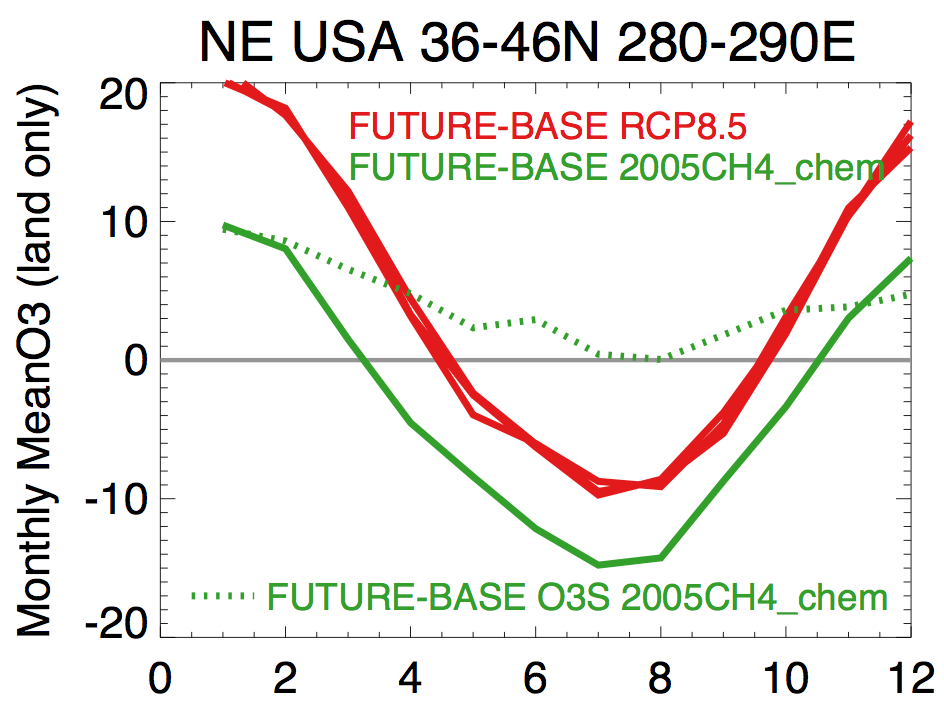 NE USA 36-46N 280-290E
Monthly MeanO3 (land only)
20
10
0
-10
-20
FUTURE-BASE RCP8.5
FUTURE-BASE 2005CH4_chem
FUTURE-BASE O3S 2005CH4_chem
0 2 4 6 8 10 12